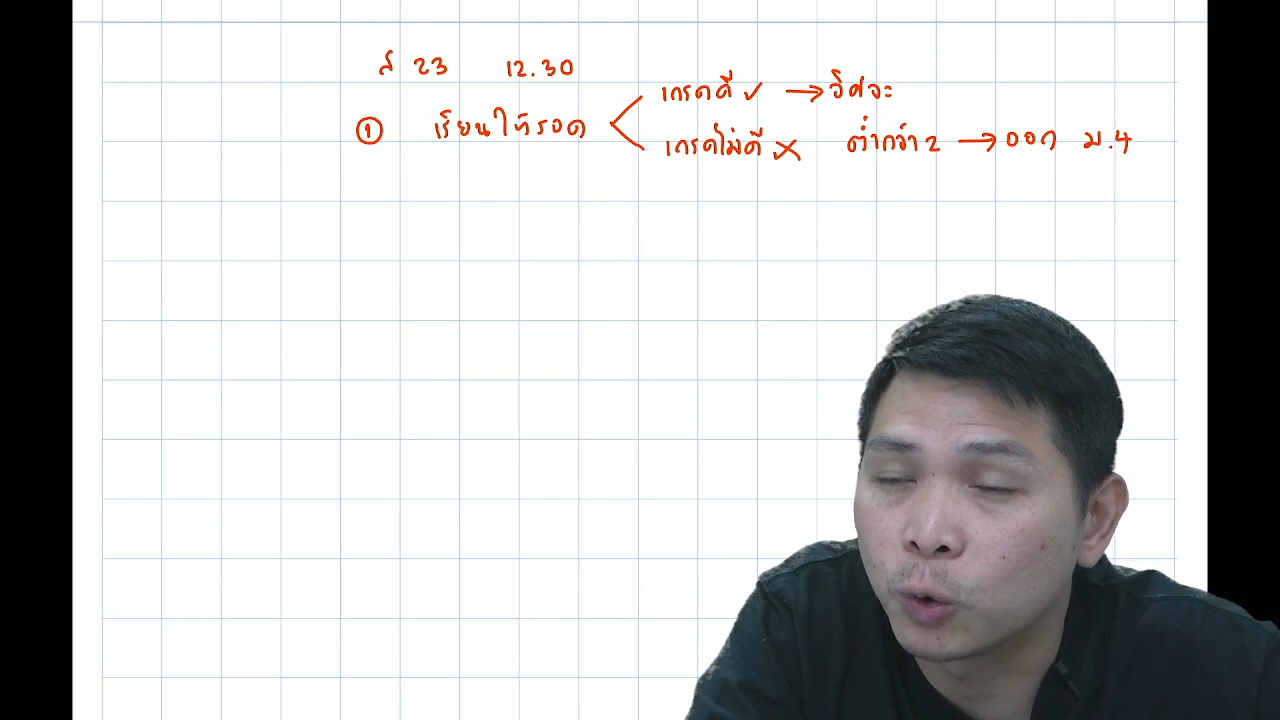 ส 23 12.30
เกรดดี ✓ → วิศวะ
① เรียนให้รอด
เกรดไม่ดี ✗ ต่ำกว่า 2 → ออก ม.4